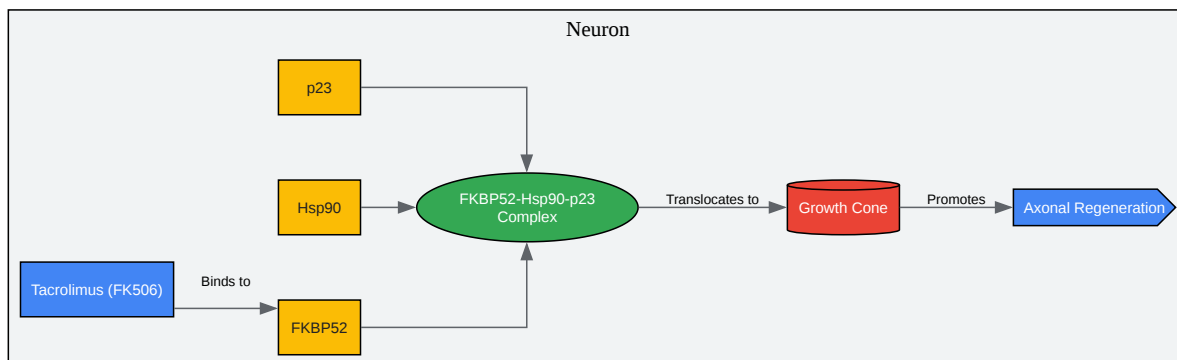 Neuron
p23
Hsp90
FKBP52-Hsp90-p23
Complex
Translocates to
Growth Cone
Promotes
Axonal Regeneration
Tacrolimus (FK506)
Binds to
FKBP52